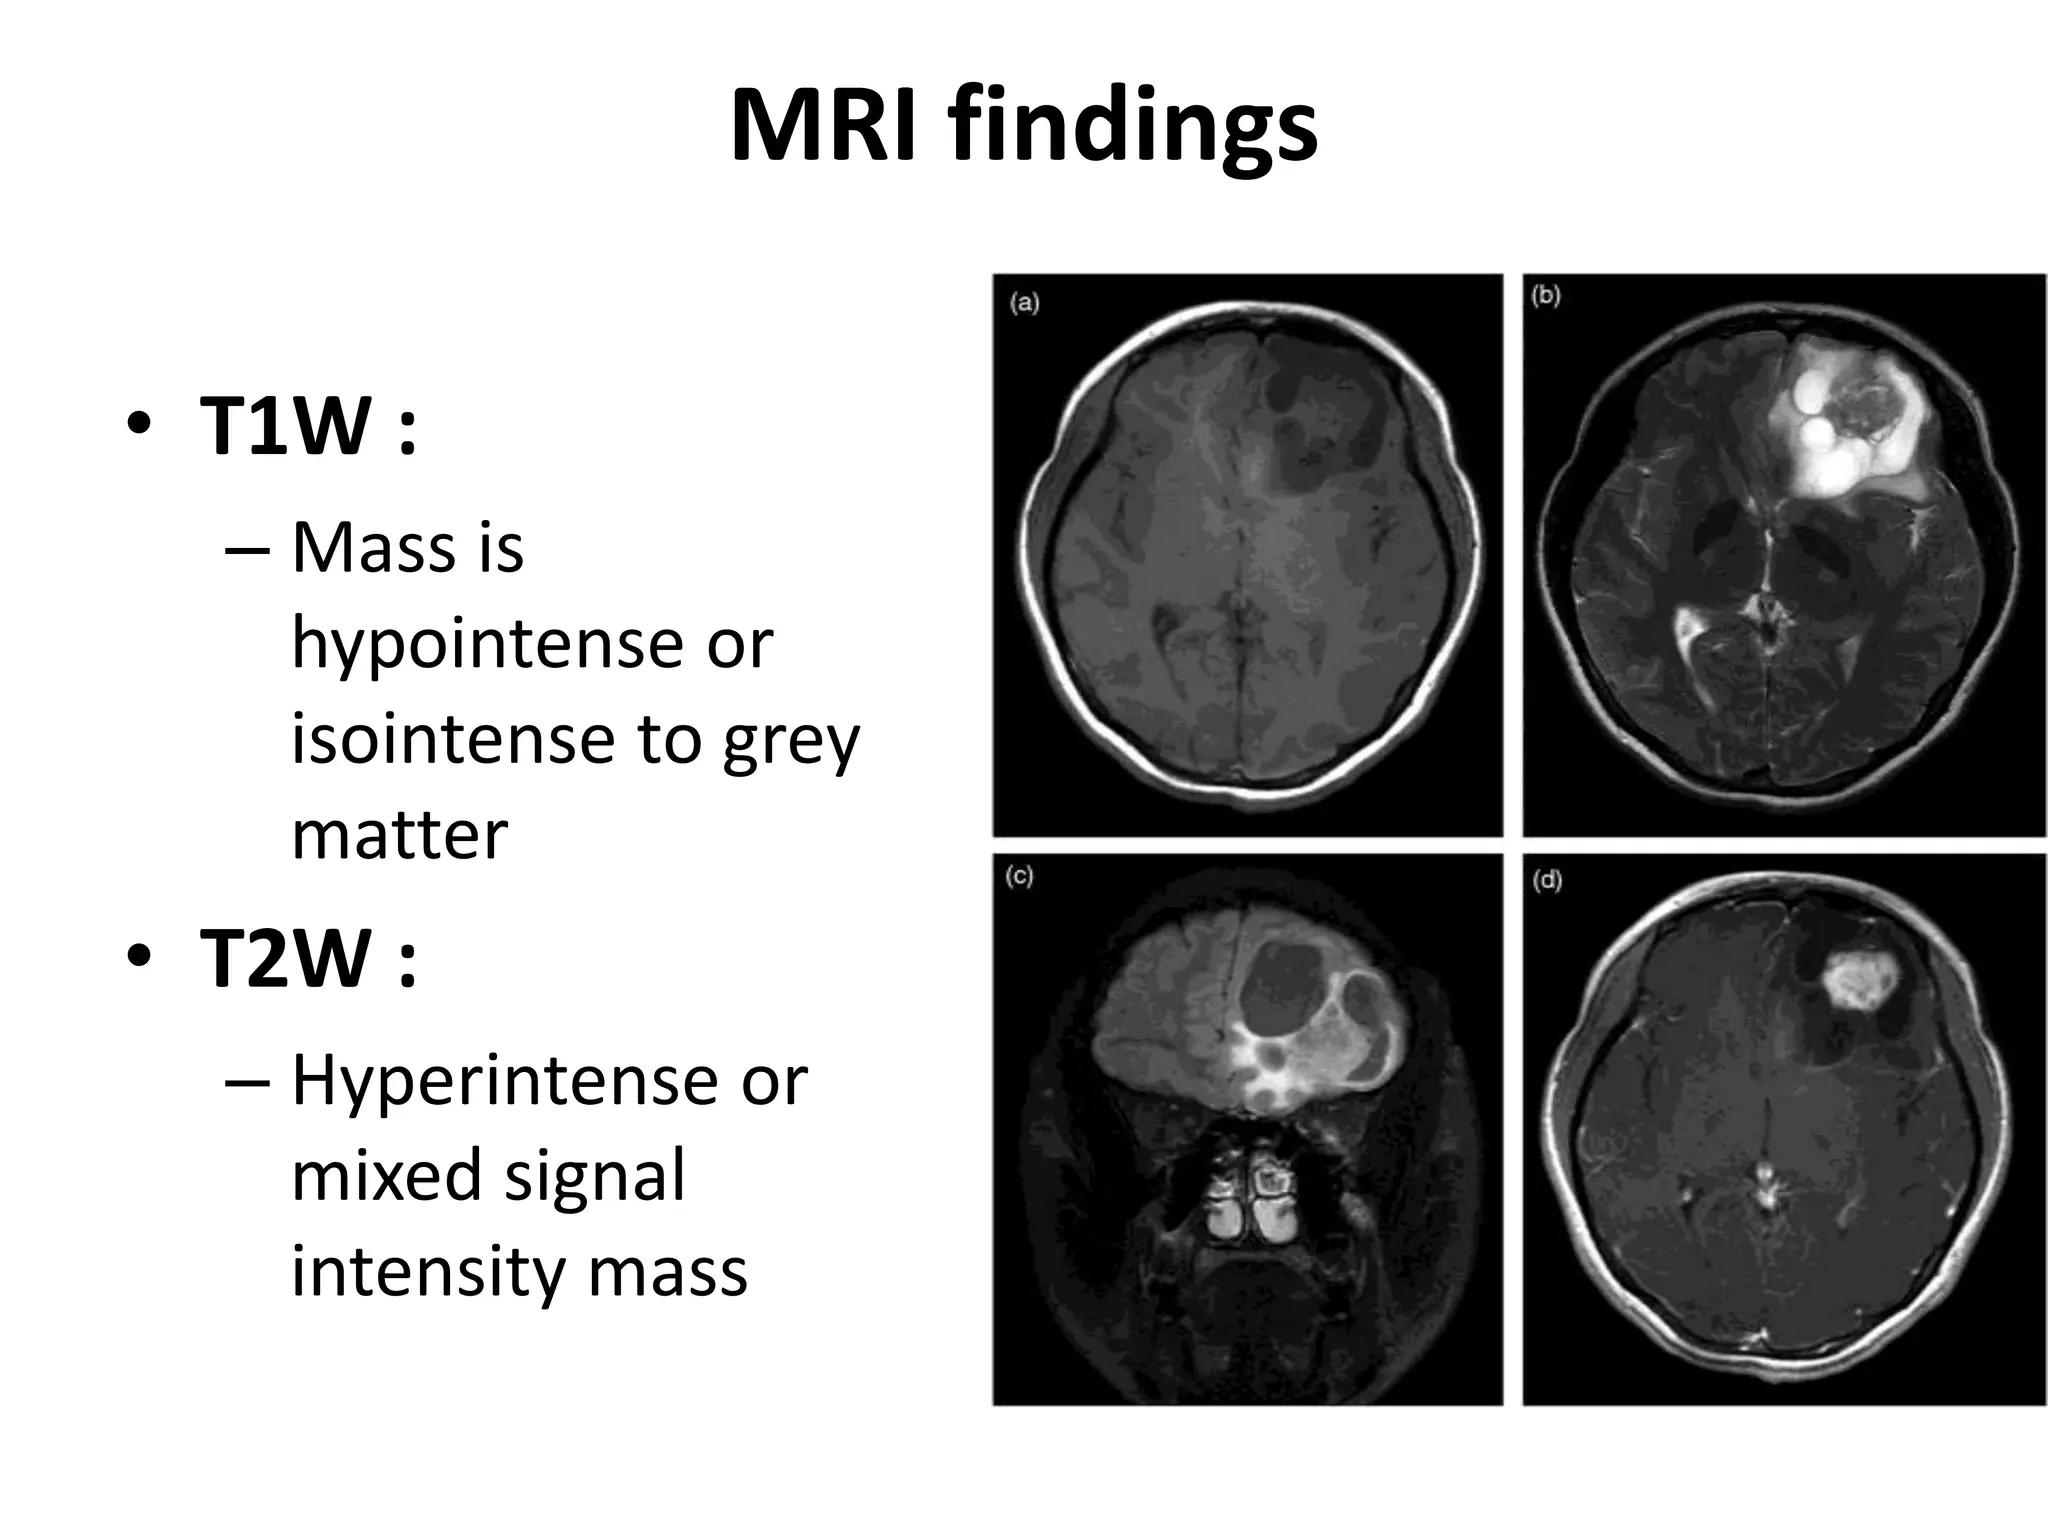 MRI findings
• T1W :
– Mass is
hypointense or
isointense to grey
matter
• T2W :
– Hyperintense or
mixed signal
intensity mass
(a)
(b)
(c)
(d)